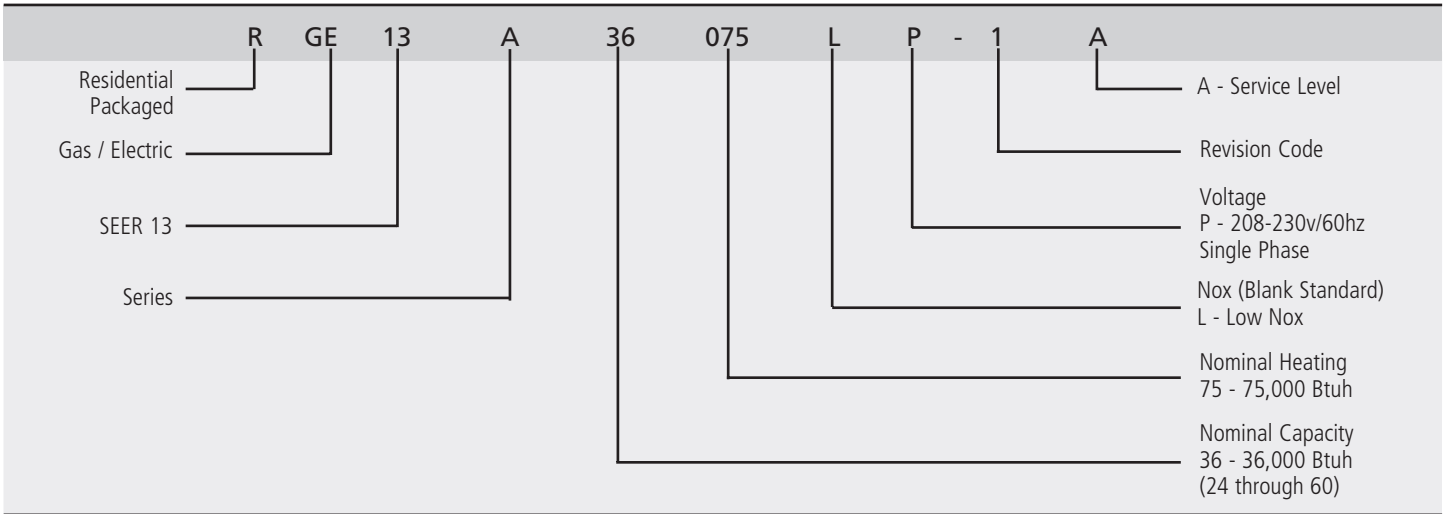 R GE 13 A 36 075 L P - 1 A
Residential
Packaged
Gas / Electric
SEER 13
Series
A - Service Level
Revision Code
Voltage
P - 208-230v/60hz
Single Phase
Nox (Blank Standard)
L - Low Nox
Nominal Heating
75 - 75,000 Btuh
Nominal Capacity
36 - 36,000 Btuh
(24 through 60)